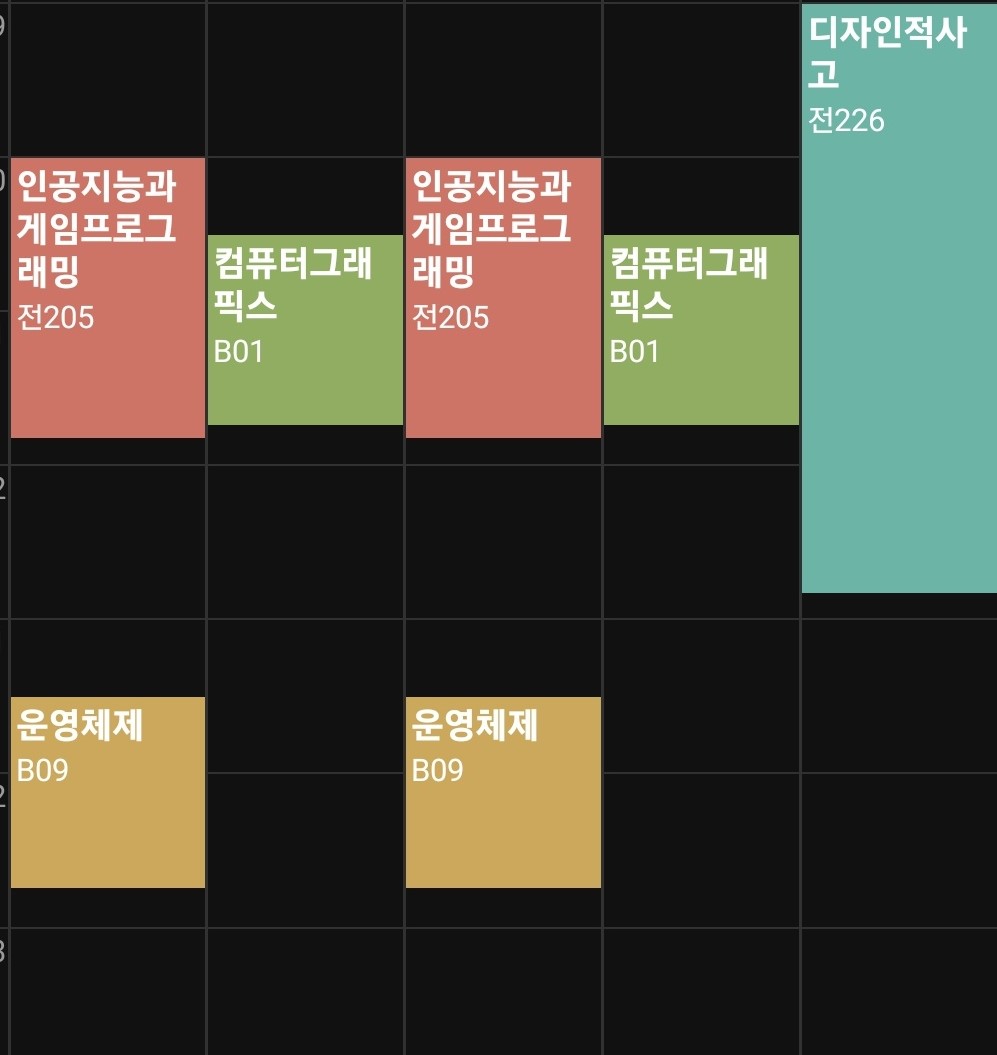 9
디자인적사
고
전226
0
인공지능과
게임프로그
래밍
전205
컴퓨터그래
픽스
B01
인공지능과
게임프로그
래밍
전205
컴퓨터그래
픽스
B01
2
운영체제
B09
운영체제
B09
2
3